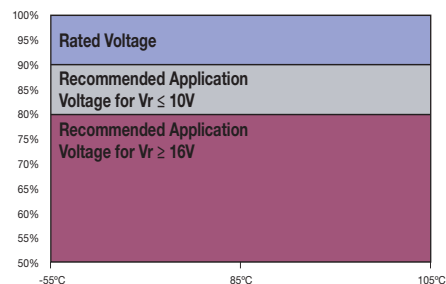 100%
95%
90%
85%
80%
75%
70%
65%
60%
55%
50%
Rated Voltage
Recommended Application
Voltage for Vr ≤ 10V
Recommended Application
Voltage for Vr ≥ 16V
-55ºC
85ºC
105ºC